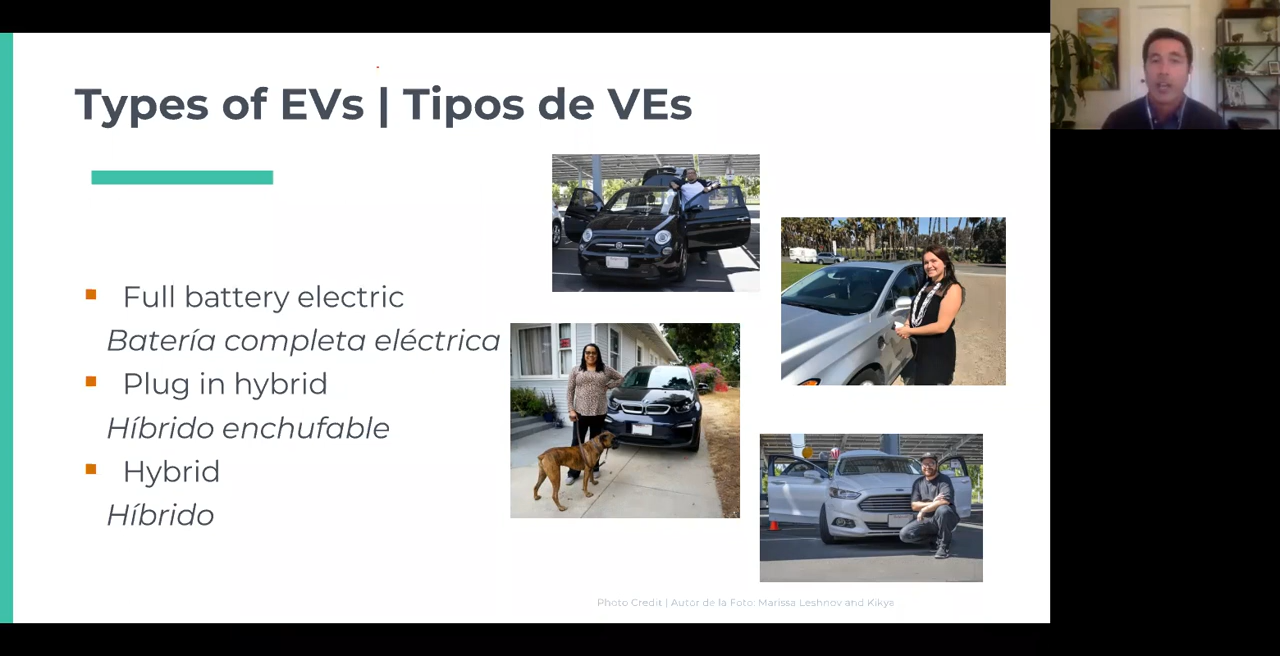 Types of EVs | Tipos de VEs
Full battery electric
Batería completa eléctrica
Plug in hybrid
Híbrido enchufable
Hybrid
Híbrido
Photo Credit | Autor de la Foto: Marissa Leshnov and Kikya